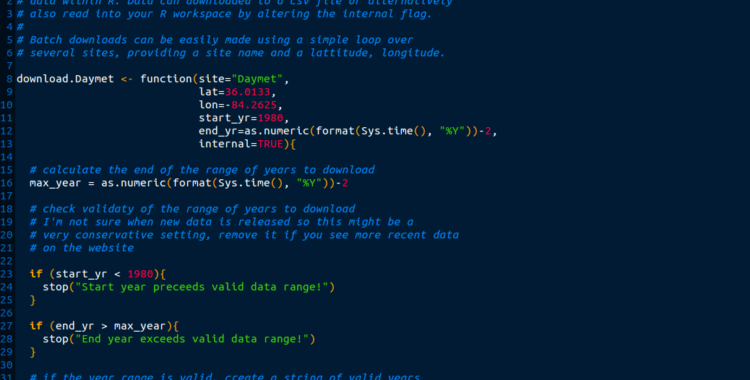 2 # data within R. Data can downloaded to a csv file or alternatively
3 # also read into your R workspace by altering the internal flag.
4 #
5 # Batch downloads can be easily made using a simple loop over
6 # several sites, providing a site name and a lattitude, longitude.
7
8 download.Daymet <- function(site="Daymet",
9 lat=36.0133,
10 lon=-84.2625,
11 start_yr=1980,
12 end_yr=as.numeric(format(Sys.time(), "%Y"))-2,
13 internal=TRUE){
14
15 # calculate the end of the range of years to download
16 max_year = as.numeric(format(Sys.time(), "%Y"))-2
17
18 # check validaty of the range of years to download
19 # I'm not sure when new data is released so this might be a
20 # very conservative setting, remove it if you see more recent data
21 # on the website
22
23 if (start_yr < 1980){
24 stop("Start year preceeds valid data range!")
25 }
26
27 if (end_yr > max_year){
28 stop("End year exceeds valid data range!")
29 }
30
31 # if the year range is valid, create a string of valid years